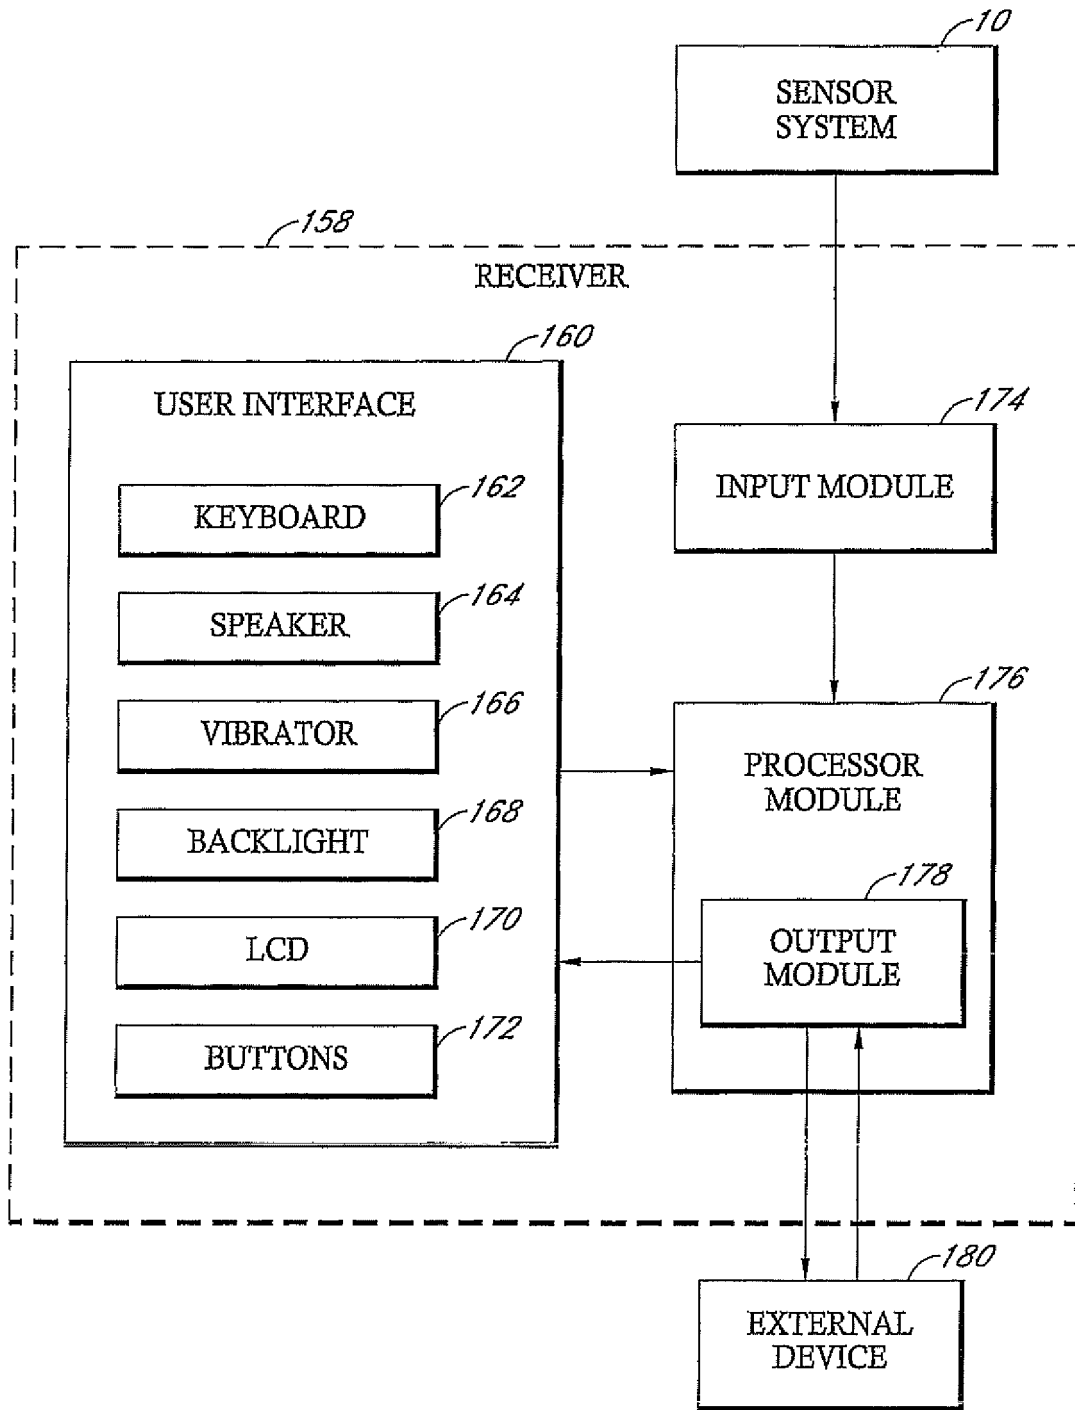 10
SENSOR
SYSTEM
158
RECEIVER
160
USER INTERFACE
174
INPUT MODULE
162
KEYBOARD
164
SPEAKER
166
VIBRATOR
168
BACKLIGHT
170
LCD
172
BUTTONS
176
PROCESSOR
MODULE
178
OUTPUT
MODULE
180
EXTERNAL
DEVICE